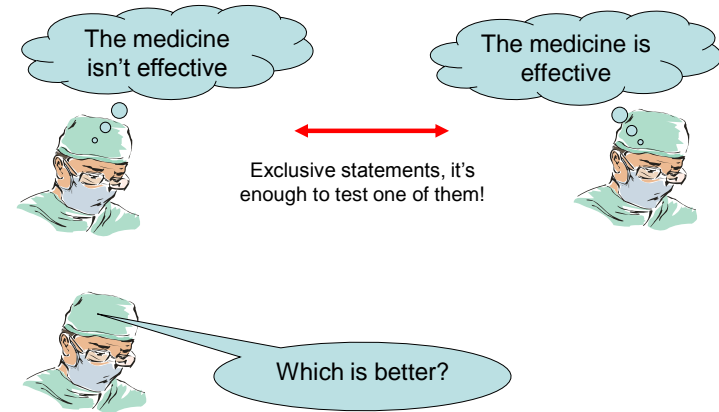 The medicine
isn't effective
The medicine is
effective
Exclusive statements, it's
enough to test one of them!
Which is better?